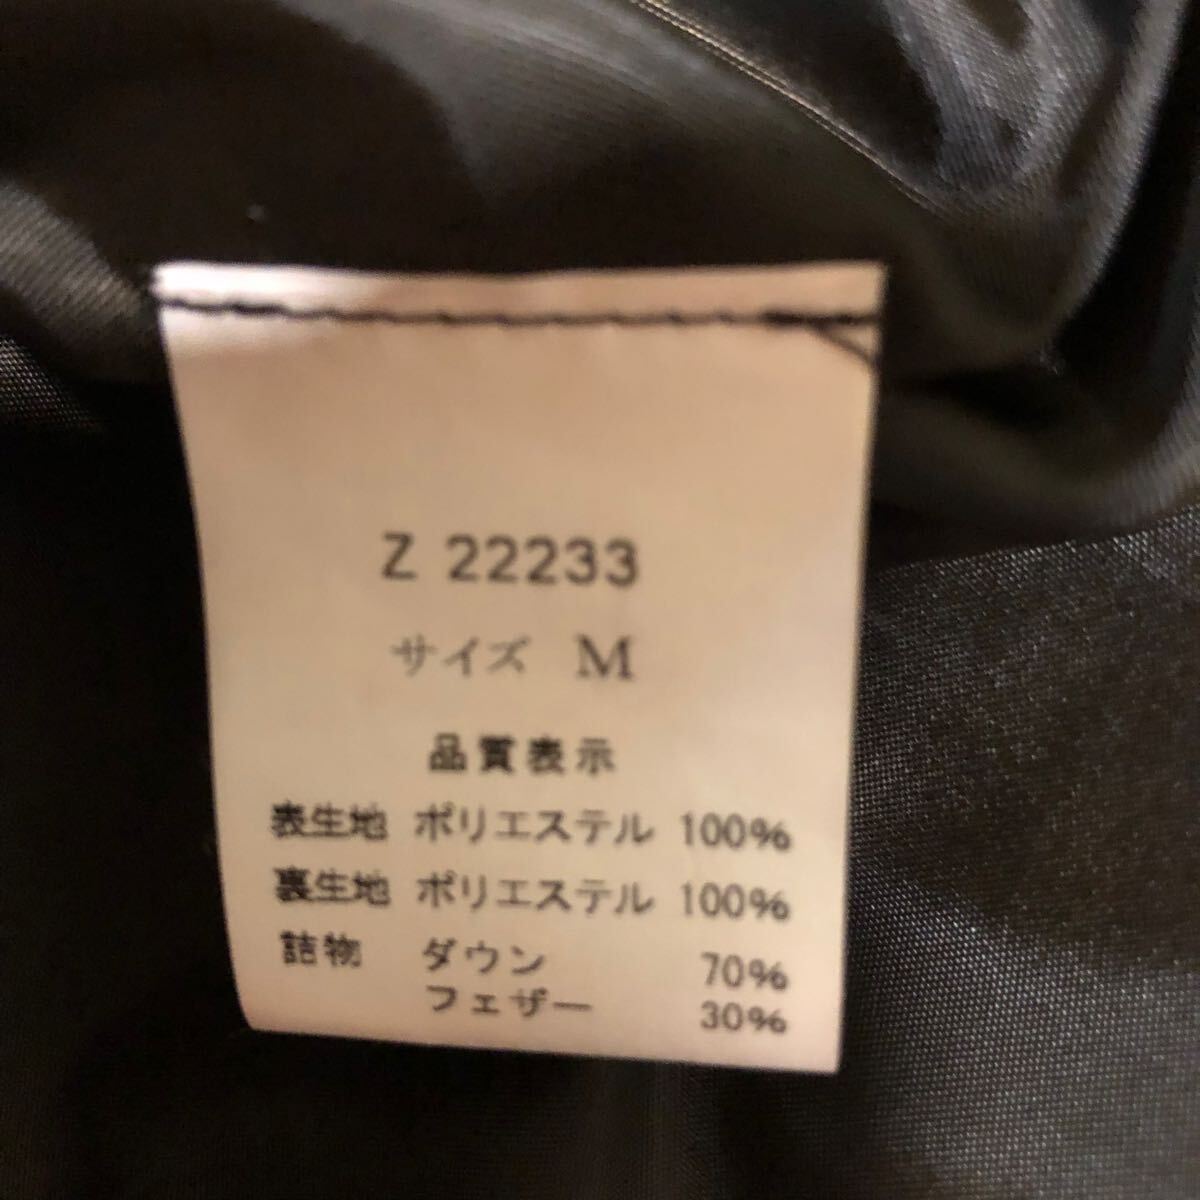 Z 22233
サイズ M
品質表示
表生地 ポリエステル 100%
裏生地 ポリエステル 100%
詰物 ダウン 70%
フェザー 30%